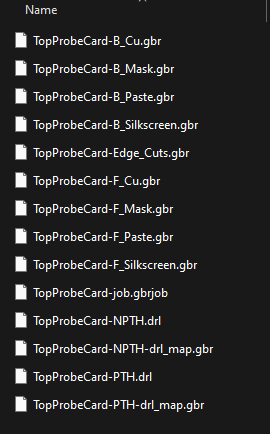 Name
TopProbeCard-B_Cu.gbr
TopProbeCard-B_Mask.gbr
TopProbeCard-B_Paste.gbr
TopProbeCard-B_Silkscreen.gbr
TopProbeCard-Edge_Cuts.gbr
TopProbeCard-F_Cu.gbr
TopProbeCard-F_Mask.gbr
TopProbeCard-F_Paste.gbr
TopProbeCard-F_Silkscreen.gbr
TopProbeCard-job.gbrjob
TopProbeCard-NPTH.drl
TopProbeCard-NPTH-drl_map.gbr
TopProbeCard-PTH.drl
TopProbeCard-PTH-drl_map.gbr